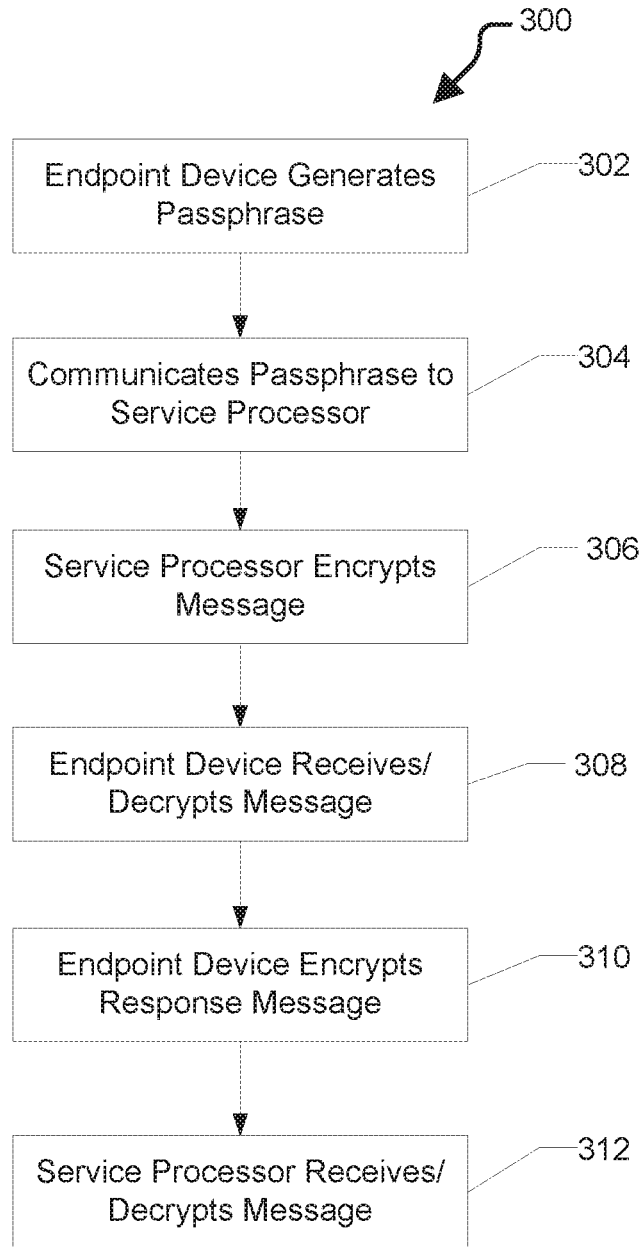 300
Endpoint Device Generates
Passphrase
302
Communicates Passphrase to
Service Processor
304
Service Processor Encrypts
Message
306
Endpoint Device Receives/
Decrypts Message
308
Endpoint Device Encrypts
Response Message
310
Service Processor Receives/
Decrypts Message
312